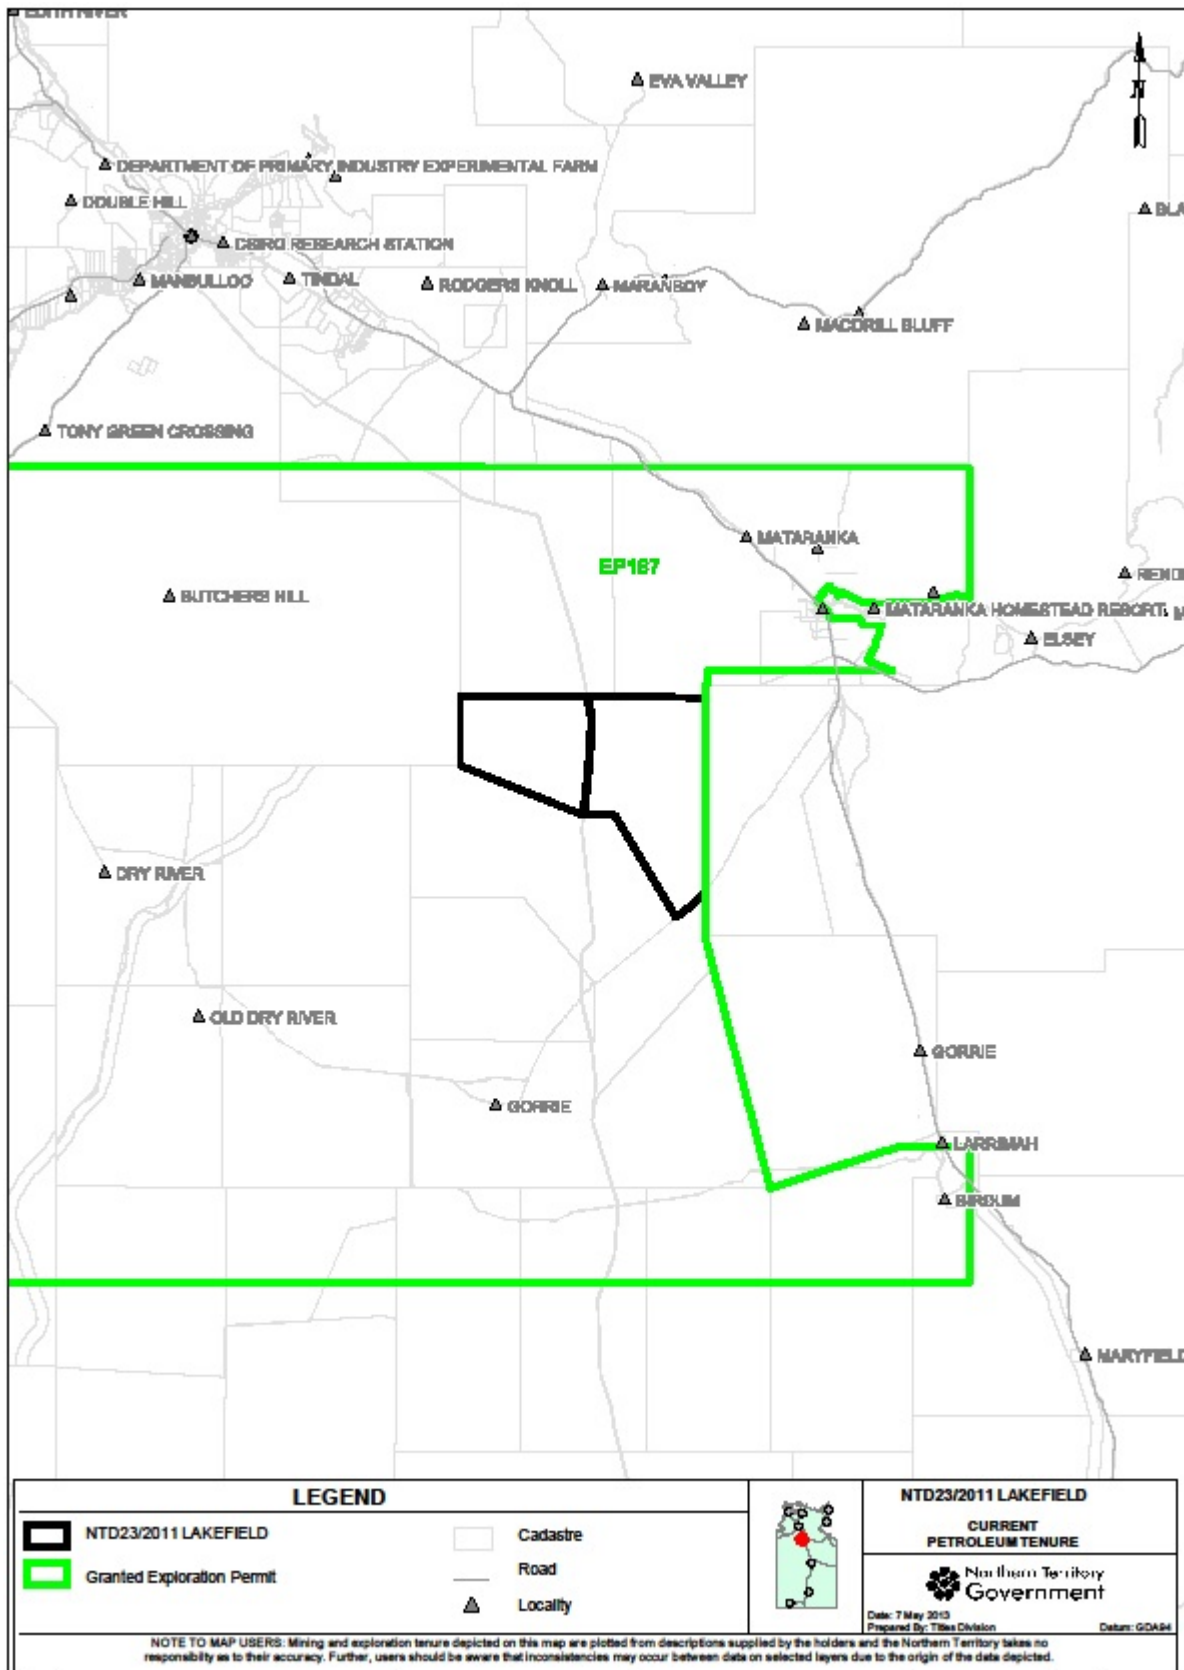 EDITH RIVER
N
EVA VALLEY
DEPARTMENT OF PRIMARY INDUSTRY EXPERIMENTAL FARM
DOUBLE HILL
BLA
CSIRO RESEARCH STATION
MANBULLOO
TINDAL
RODGERS KNOLL
MARANBOY
MACDRILL BLUFF
TONY GREEN CROSSING
MATARANKA
EP187
BUTCHERS HILL
MATARANKA HOMESTEAD RESORT
ELSEY
DRY RIVER
OLD DRY RIVER
GORRIE
GORRIE
LARRIMAH
BIRDUM
MARYFIELD
LEGEND
NTD23/2011 LAKEFIELD
Granted Exploration Permit
Cadastre
Road
Locality
NTD23/2011 LAKEFIELD
CURRENT
PETROLEUM TENURE
Northern Territory
Government
Date: 7 May 2013
Prepared By: Titles Division
Datum: GDA94
NOTE TO MAP USERS: Mining and exploration tenure depicted on this map are plotted from descriptions supplied by the holders and the Northern Territory takes no
responsibility as to their accuracy. Further, users should be aware that inconsistencies may occur between data on selected layers due to the origin of the data depicted.